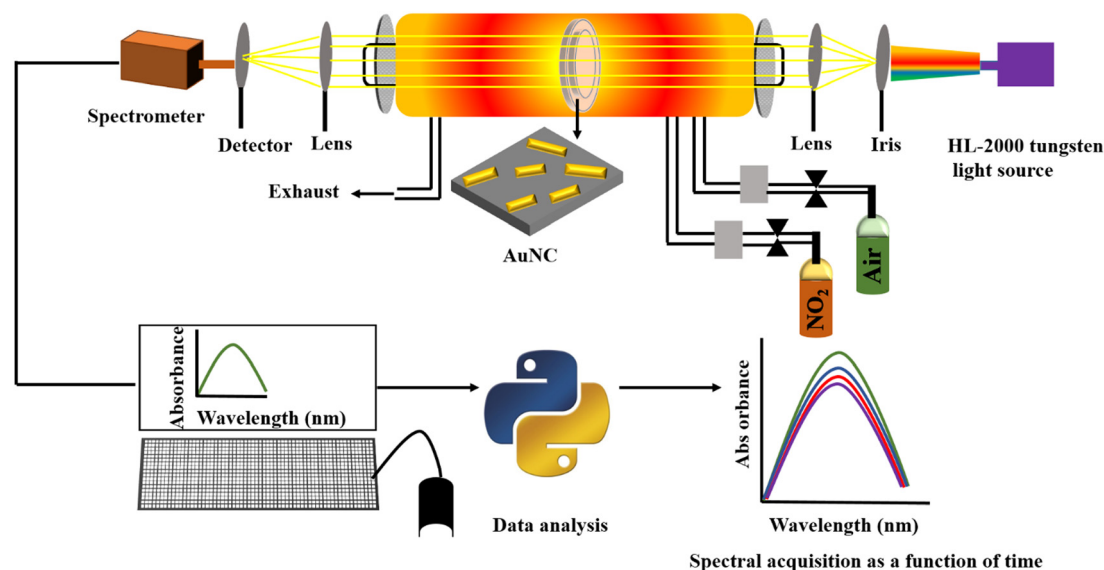 Spectrometer
Detector
Lens
Exhaust
AuNC
Lens
Iris
HL-2000 tungsten
light source
Air
NO₂
Absorbance
Wavelength (nm)
Data analysis
Abs orbance
Wavelength (nm)
Spectral acquisition as a function of time